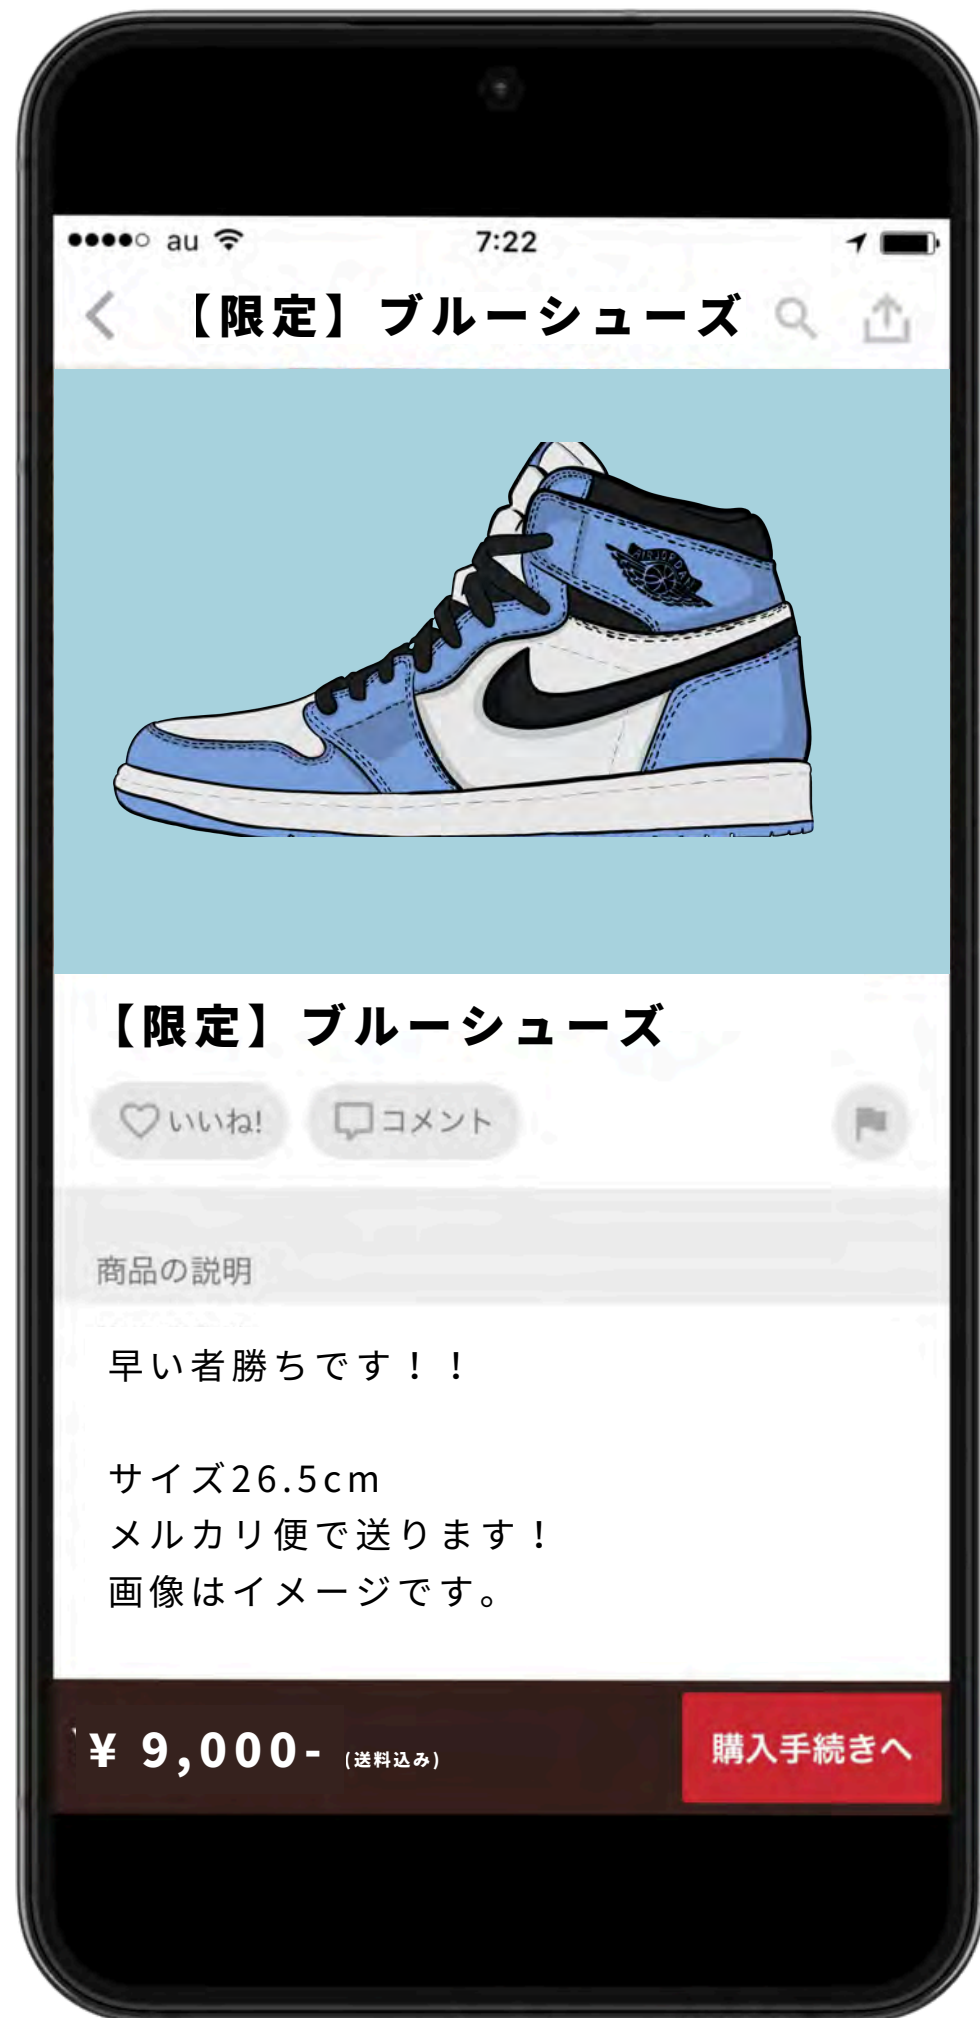 au 7:22
【限定】ブルーシューズ
AIR JORDAN
【限定】ブルーシューズ
いいね! コメント
商品の説明
早い者勝ちです！！
サイズ26.5cm
メルカリ便で送ります！
画像はイメージです。
¥ 9,000- (送料込み) 購入手続きへ